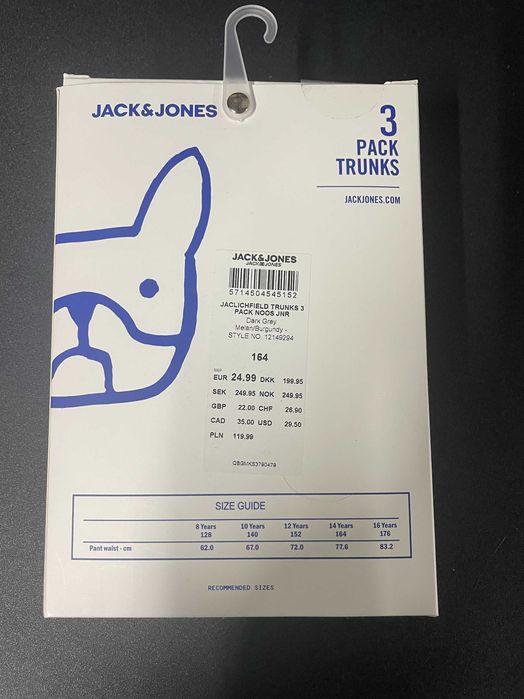 JACK&JONES
3
PACK
TRUNKS
JACKJONES.COM
JACK&JONES
JACK&JONES
5714504545152
JACLICHFIELD TRUNKS 3
PACK NOOS JNR
Dark Grey
Melan/Burgundy -
STYLE NO. 12149294
164
RRP
EUR 24.99 DKK 199.95
SEK 249.95 NOK 249.95
GBP 22.00 CHF 26.90
CAD 35.00 USD 29.50
PLN 119.99
OBGMKS3790479
SIZE GUIDE
8 Years 10 Years 12 Years 14 Years 16 Years
128 140 152 164 176
Pant waist - cm 62.0 67.0 72.0 77.6 83.2
RECOMMENDED SIZES